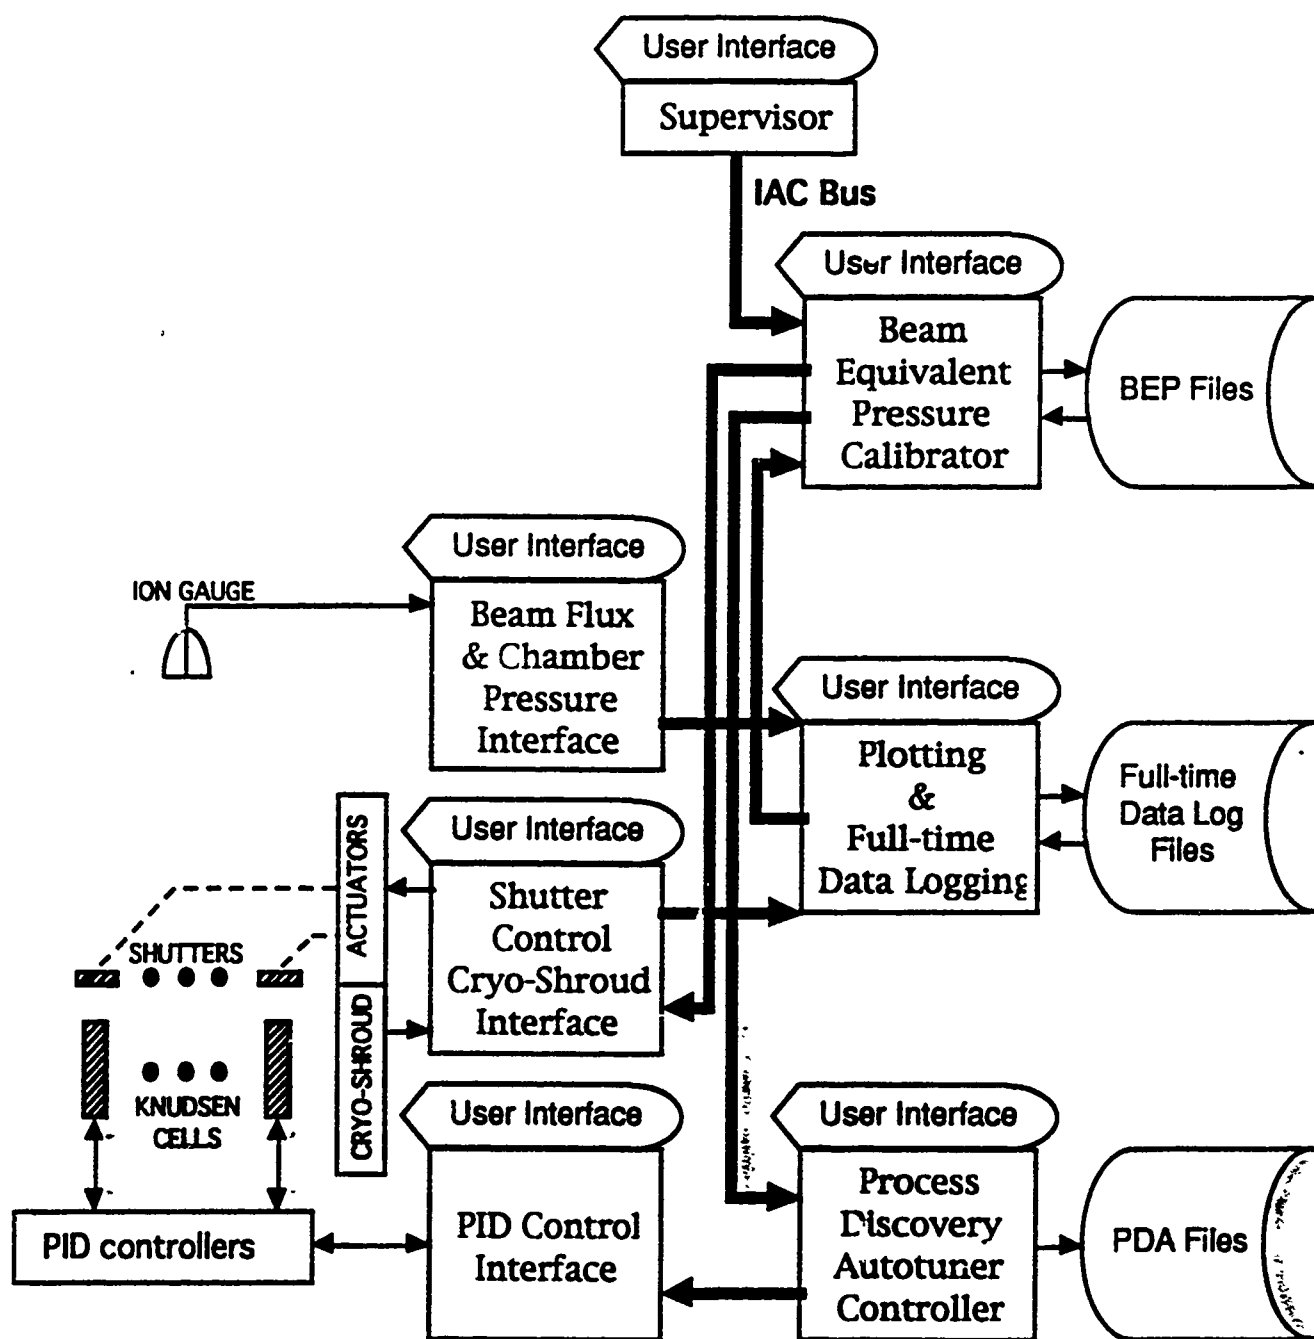 User Interface
Supervisor
IAC Bus
User Interface
Beam
Equivalent
Pressure
Calibrator
BEP Files
User Interface
ION GAUGE
Beam Flux
& Chamber
Pressure
Interface
User Interface
Plotting
&
Full-time
Data Logging
Full-time
Data Log
Files
ACTUATORS
User Interface
Shutter
Control
Cryo-Shroud
Interface
SHUTTERS
CRYO-SHROUD
KNUDSEN
CELLS
User Interface
PID Control
Interface
PID controllers
User Interface
Process
Discovery
Autotuner
Controller
PDA Files